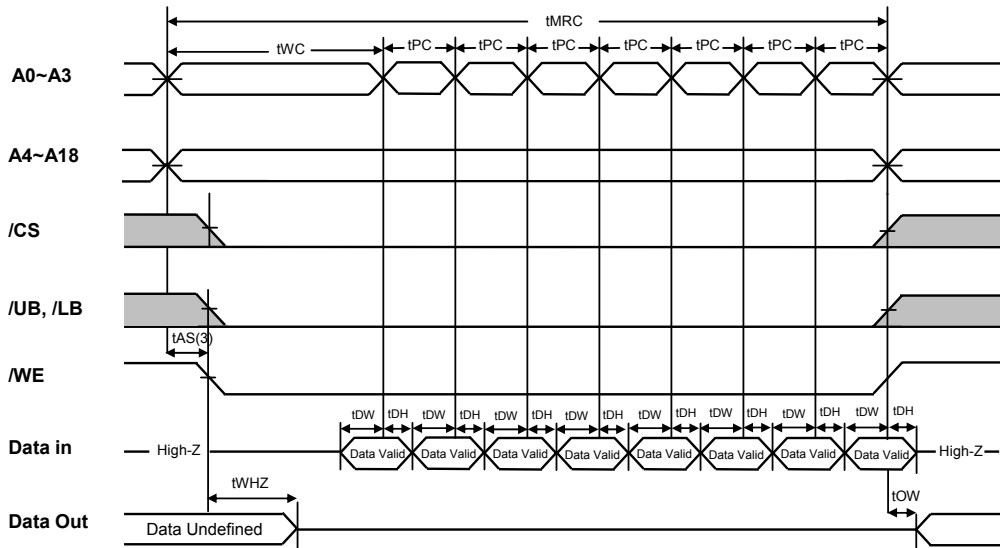 tMRC
tWC tPC tPC tPC tPC tPC tPC tPC
A0~A3
A4~A18
/CS
/UB, /LB
tAS(3)
/WE
tDW tDH tDW tDH tDW tDH tDW tDH tDW tDH tDW tDH tDW tDH tDW tDH
Data in High-Z Data Valid Data Valid Data Valid Data Valid Data Valid Data Valid Data Valid Data Valid High-Z
tWHZ tOW
Data Out Data Undefined